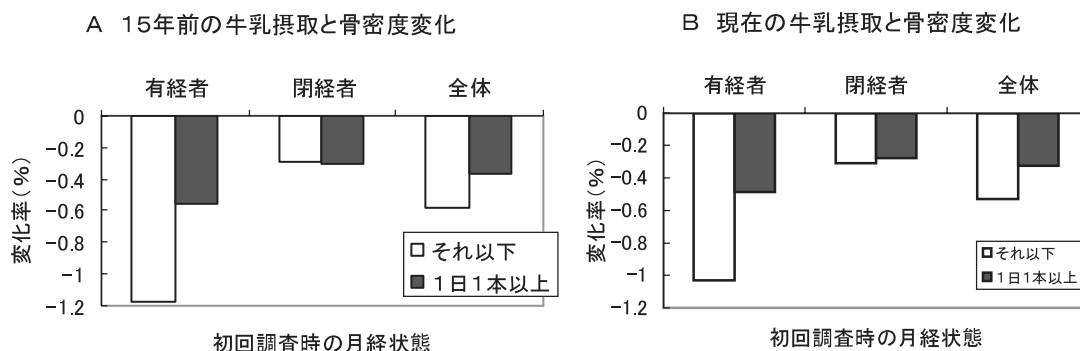 A 15年前の牛乳摂取と骨密度変化
有経者 閉経者 全体
0
-0.2
-0.4
-0.6
-0.8
-1
-1.2
変化率(%)
それ以下
1日1本以上
初回調査時の月経状態
B 現在の牛乳摂取と骨密度変化
有経者 閉経者 全体
0
-0.2
-0.4
-0.6
-0.8
-1
-1.2
変化率(%)
それ以下
1日1本以上
初回調査時の月経状態